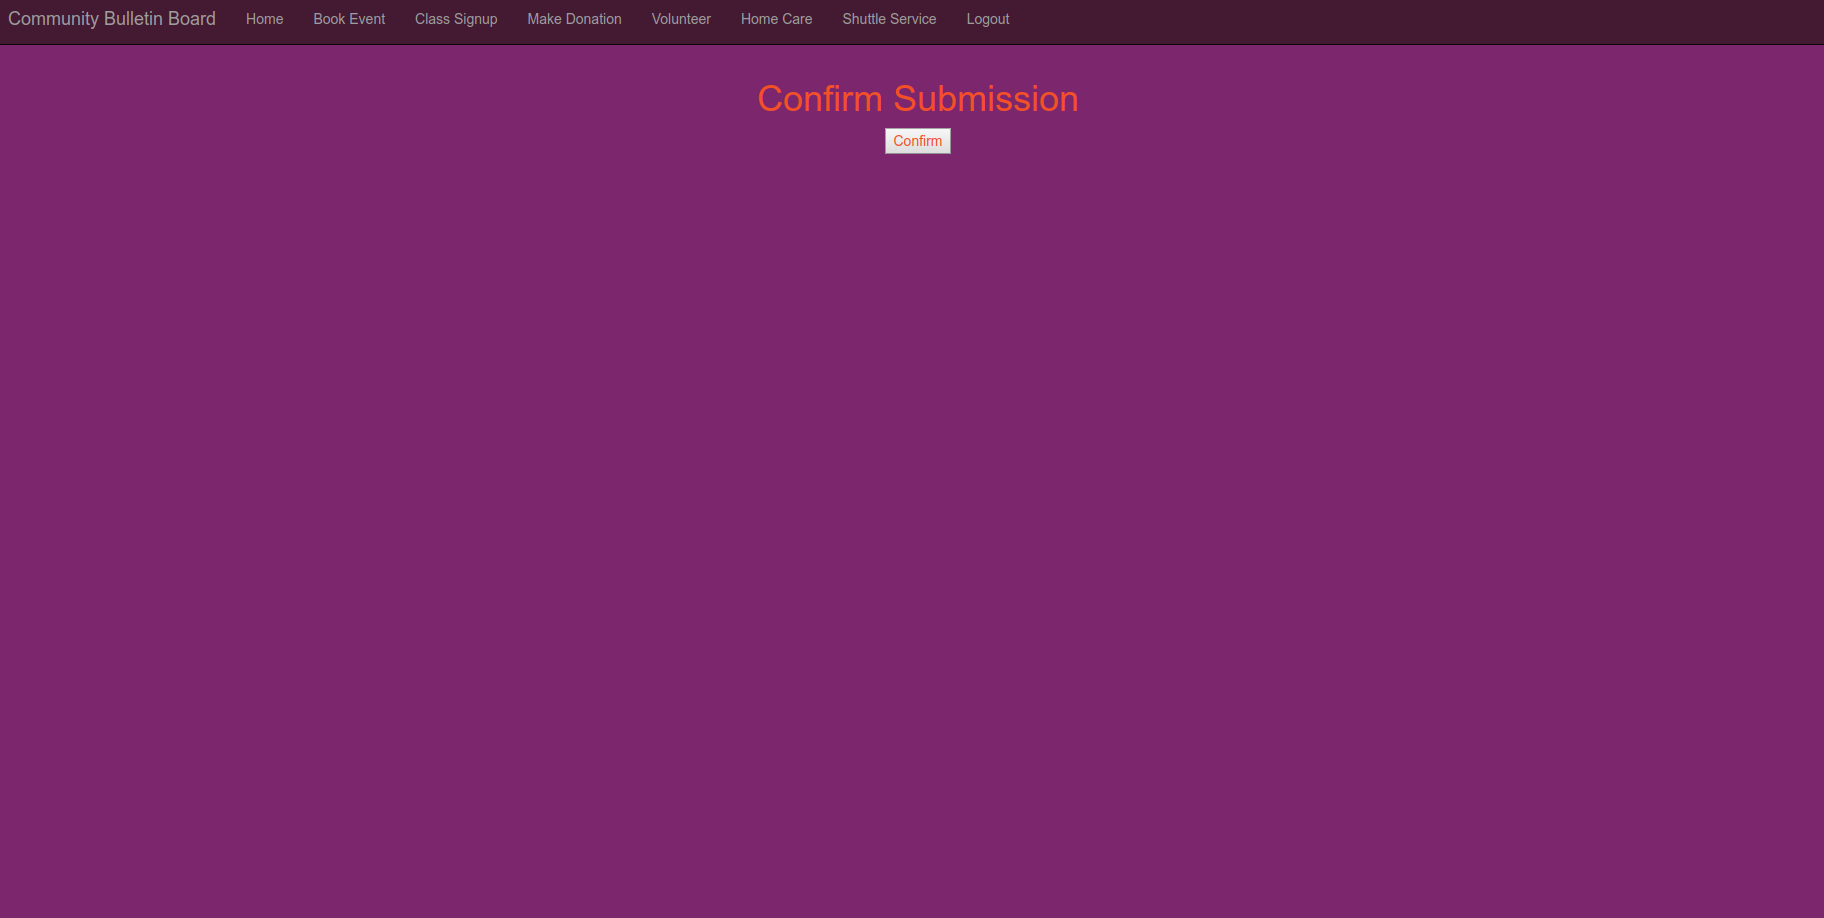 Community Bulletin Board Home Book Event Class Signup Make Donation Volunteer Home Care Shuttle Service Logout
Confirm Submission
Confirm